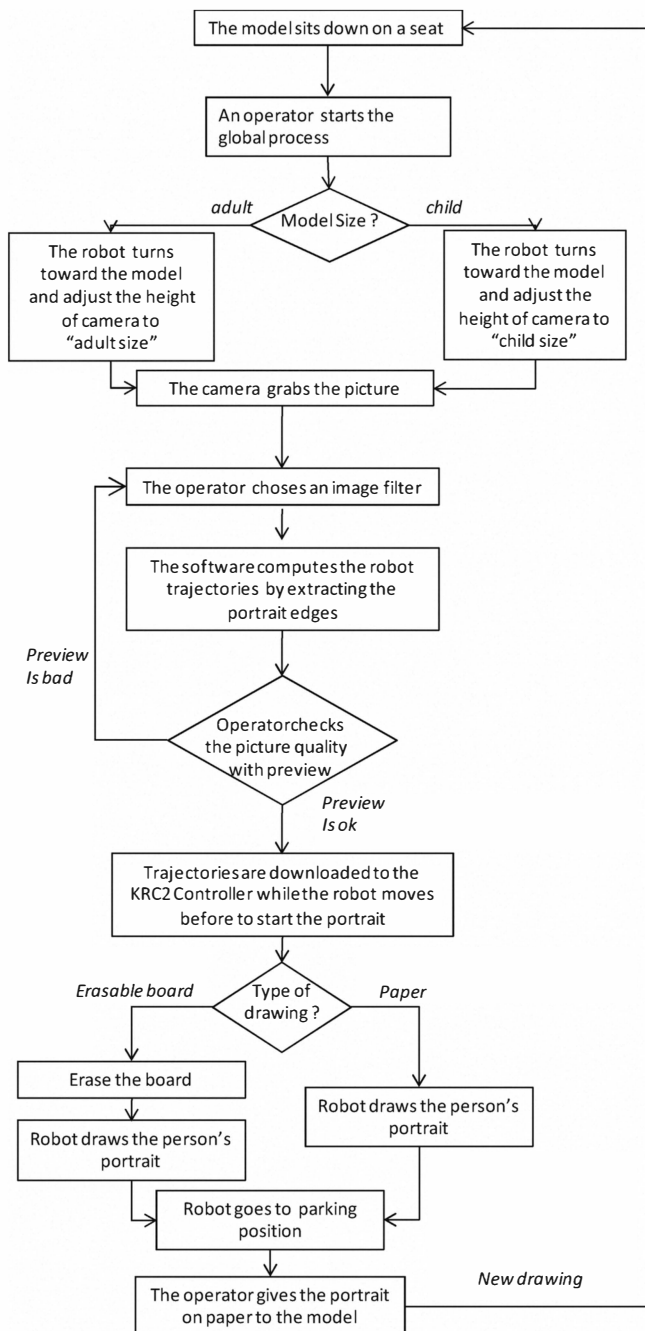 The model sits down on a seat
An operator starts the
global process
adult
Model Size ?
child
The robot turns
toward the model
and adjust the height
of camera to
“adult size”
The robot turns
toward the model
and adjust the
height of camera to
“child size”
The camera grabs the picture
The operator choses an image filter
The software computes the robot
trajectories by extracting the
portrait edges
Preview
Is bad
Operatorchecks
the picture quality
with preview
Preview
Is ok
Trajectories are downloaded to the
KRC2 Controller while the robot moves
before to start the portrait
Erasable board
Type of
drawing ?
Paper
Erase the board
Robot draws the person’s
portrait
Robot draws the person’s
portrait
Robot goes to parking
position
The operator gives the portrait
on paper to the model
New drawing